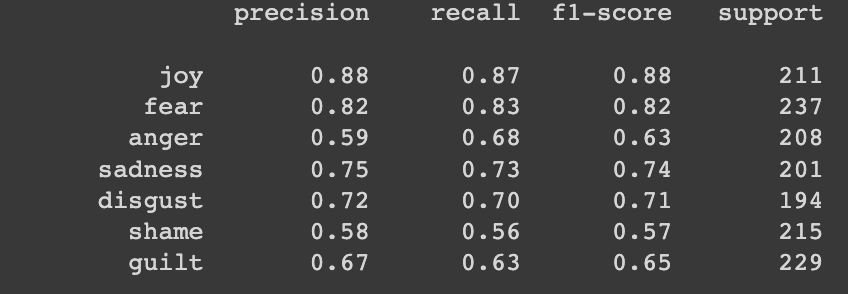 precision recall f1-score support
joy 0.88 0.87 0.88 211
fear 0.82 0.83 0.82 237
anger 0.59 0.68 0.63 208
sadness 0.75 0.73 0.74 201
disgust 0.72 0.70 0.71 194
shame 0.58 0.56 0.57 215
guilt 0.67 0.63 0.65 229